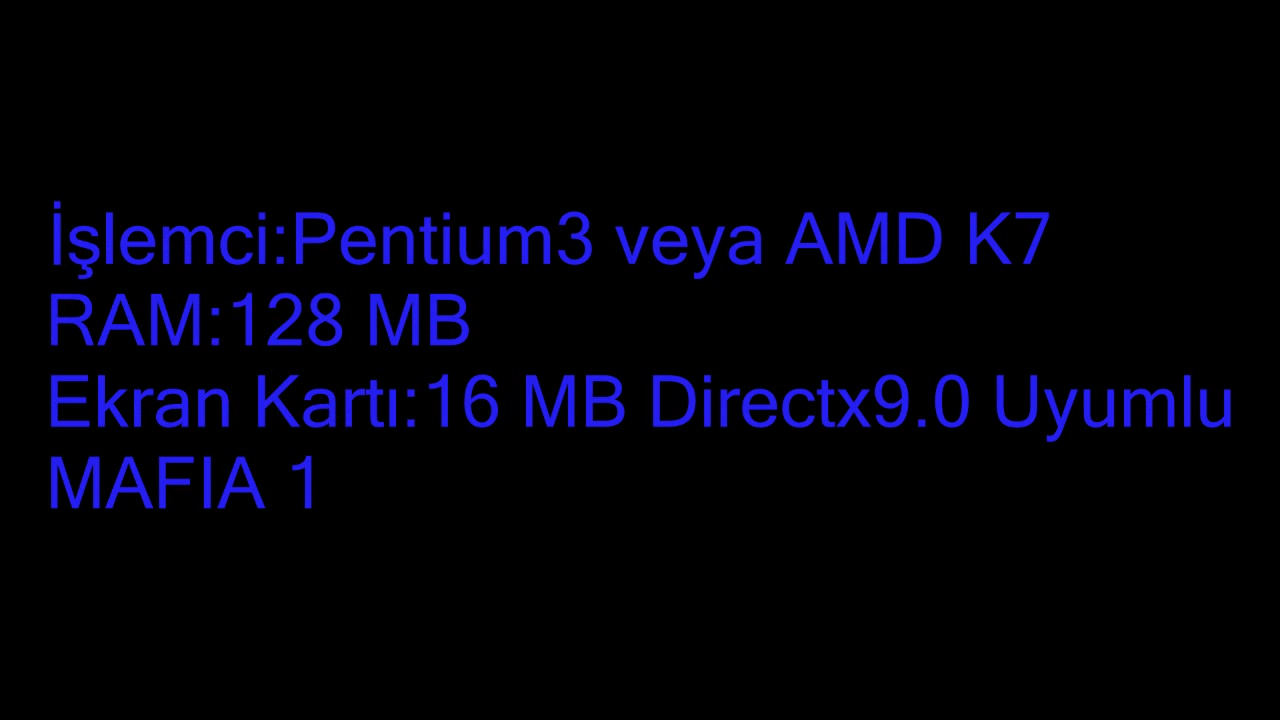 İşlemci:Pentium3 veya AMD K7
RAM:128 MB
Ekran Kartı:16 MB Directx9.0 Uyumlu
MAFIA 1